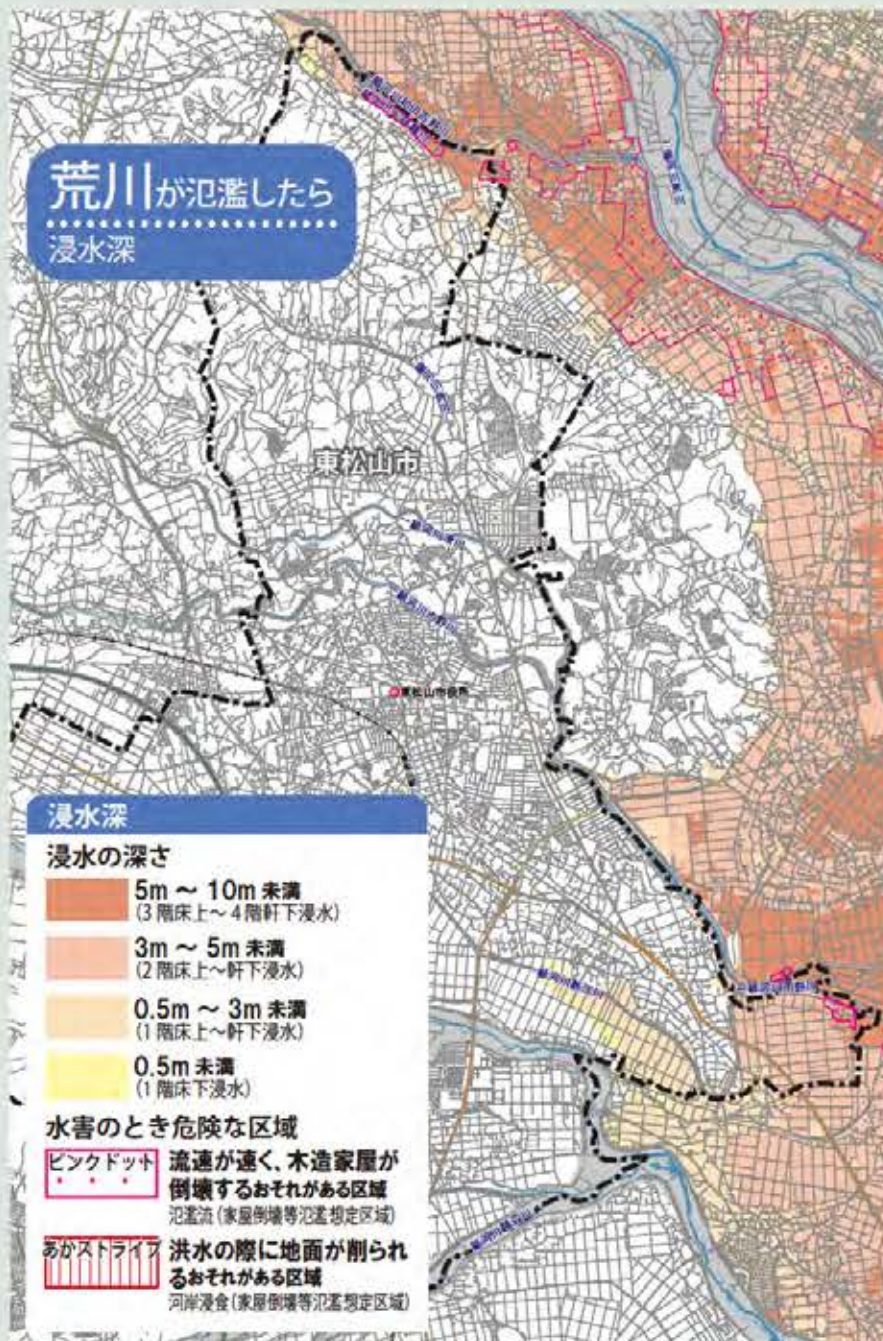 荒川が氾濫したら
浸水深
東松山市
東松山市役所
浸水深
浸水の深さ
5m ～ 10m 未満
(3階床上～4階軒下浸水)
3m ～ 5m 未満
(2階床上～軒下浸水)
0.5m ～ 3m 未満
(1階床上～軒下浸水)
0.5m 未満
(1階床下浸水)
水害のとき危険な区域
ピンクドット
流速が速く、木造家屋が
倒壊するおそれがある区域
氾濫流(家屋倒壊等氾濫想定区域)
あかストライプ
洪水の際に地面が削られ
るおそれがある区域
河岸浸食(家屋倒壊等氾濫想定区域)